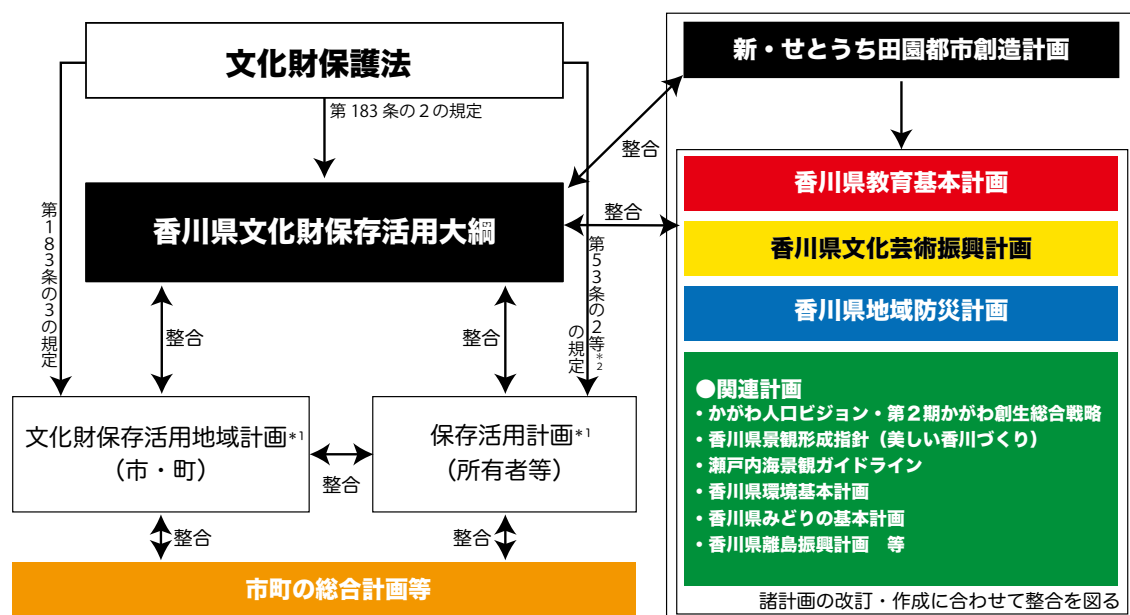 文化財保護法
第183条の2の規定
新・せとうち田園都市創造計画
整合
香川県文化財保存活用大綱
整合
香川県教育基本計画
香川県文化芸術振興計画
香川県地域防災計画
第183条の3の規定
第53条の2等*2
の規定
整合
整合
文化財保存活用地域計画*1
（市・町）
整合
保存活用計画*1
（所有者等）
整合
整合
市町の総合計画等
●関連計画
・かがわ人口ビジョン・第２期かがわ創生総合戦略
・香川県景観形成指針（美しい香川づくり）
・瀬戸内海景観ガイドライン
・香川県環境基本計画
・香川県みどりの基本計画
・香川県離島振興計画　等
諸計画の改訂・作成に合わせて整合を図る